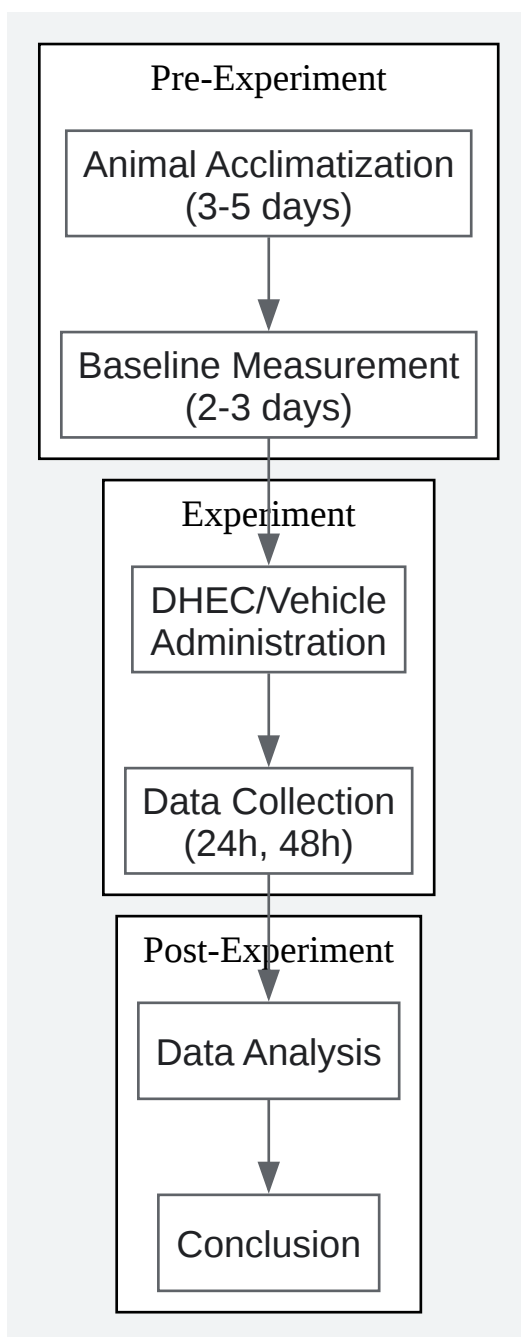 Pre-Experiment
Animal Acclimatization
(3-5 days)
Baseline Measurement
(2-3 days)
Experiment
DHEC/Vehicle
Administration
Data Collection
(24h, 48h)
Post-Experiment
Data Analysis
Conclusion